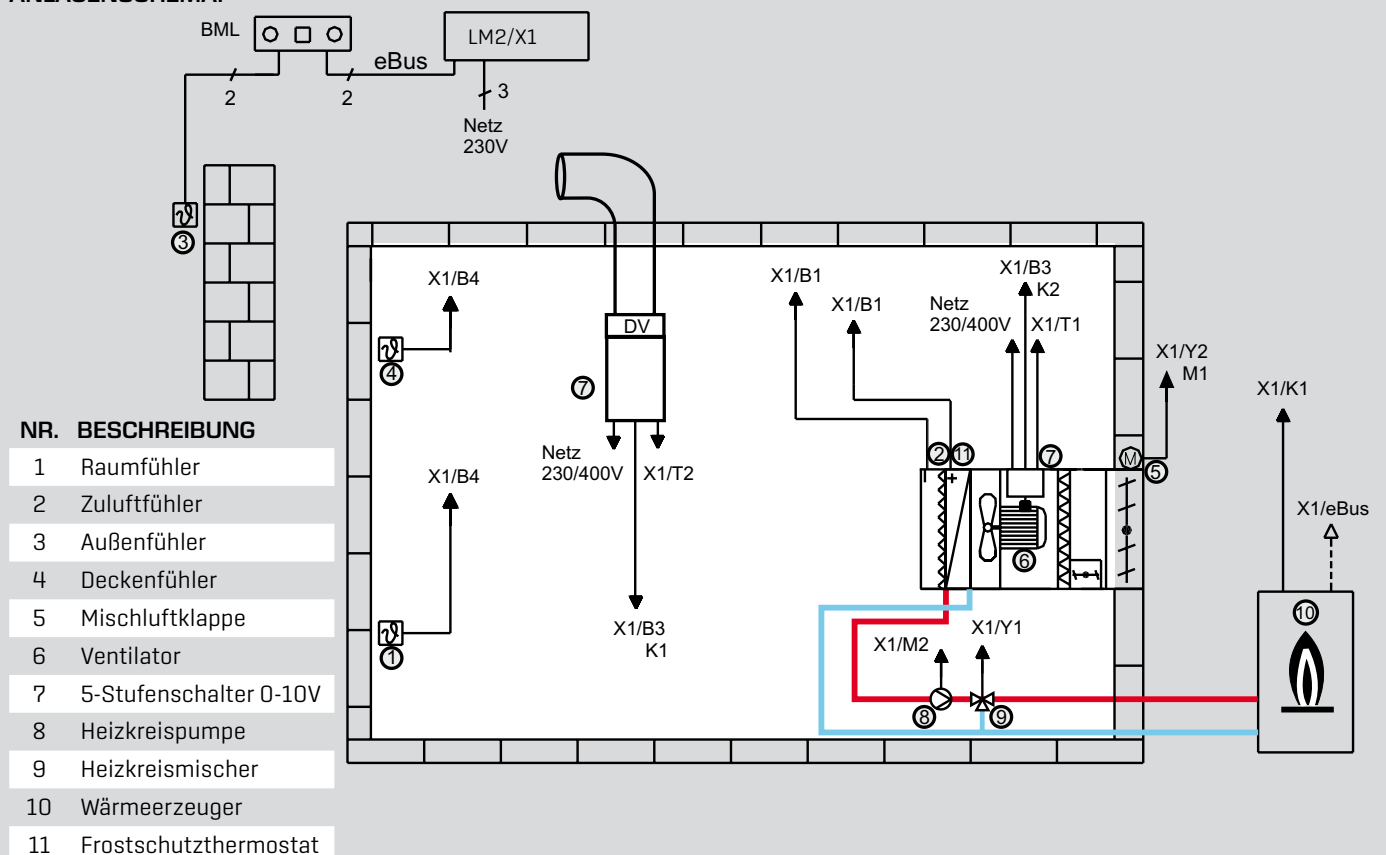 BML
LM2/X1
eBus
2
2
3
Netz
230V
3
X1/B4
4
DV
7
Netz
230/400V
X1/T2
X1/B3
K1
X1/B4
1
X1/B1
X1/B1
Netz
230/400V
X1/B3
K2
X1/T1
X1/Y2
M1
X1/K1
X1/eBus
2
11
7
M
5
6
10
X1/M2
X1/Y1
8
9
NR. BESCHREIBUNG
1 Raumfühler
2 Zuluftfühler
3 Außenfühler
4 Deckenfühler
5 Mischluftklappe
6 Ventilator
7 5-Stufenschalter 0-10V
8 Heizkreispumpe
9 Heizkreismischer
10 Wärmeerzeuger
11 Frostschutzthermostat